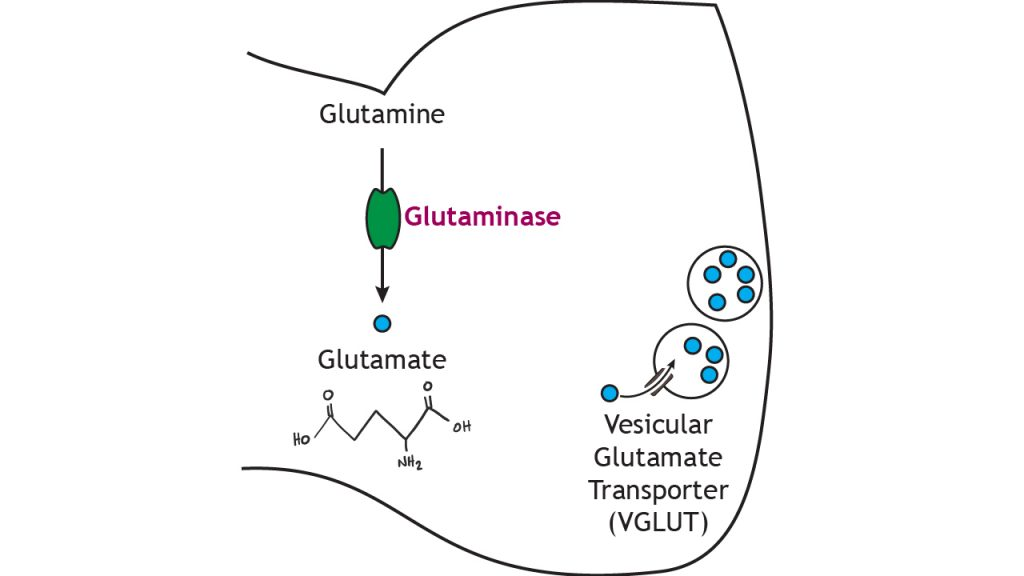 Glutamine
Glutaminase
Glutamate
O
O
HO
OH
NH2
Vesicular
Glutamate
Transporter
(VGLUT)